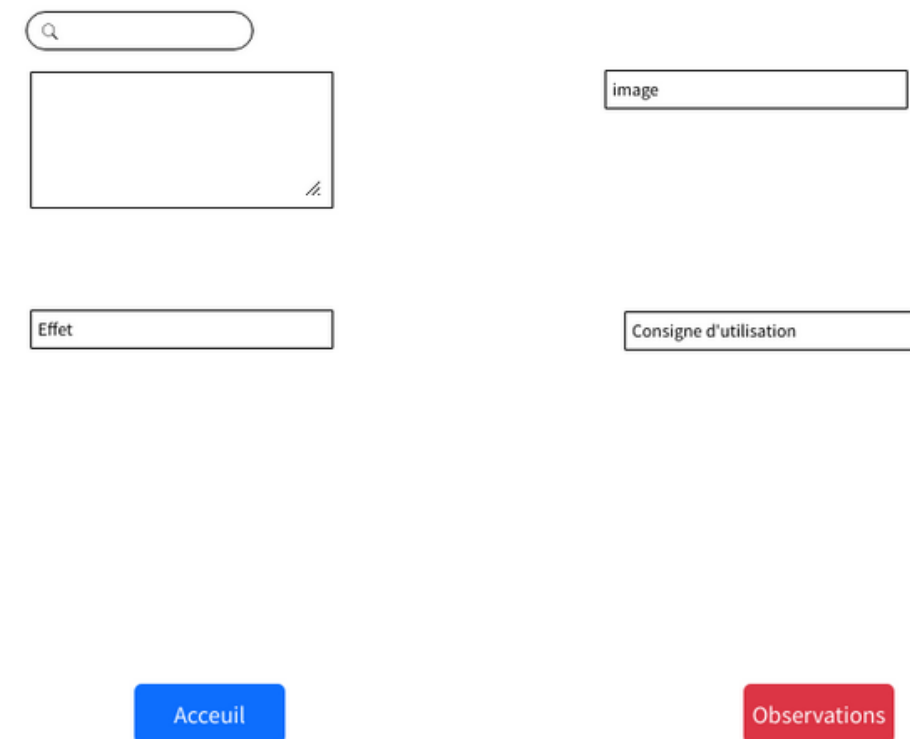 image
Effet
Consigne d'utilisation
Acceuil
Observations